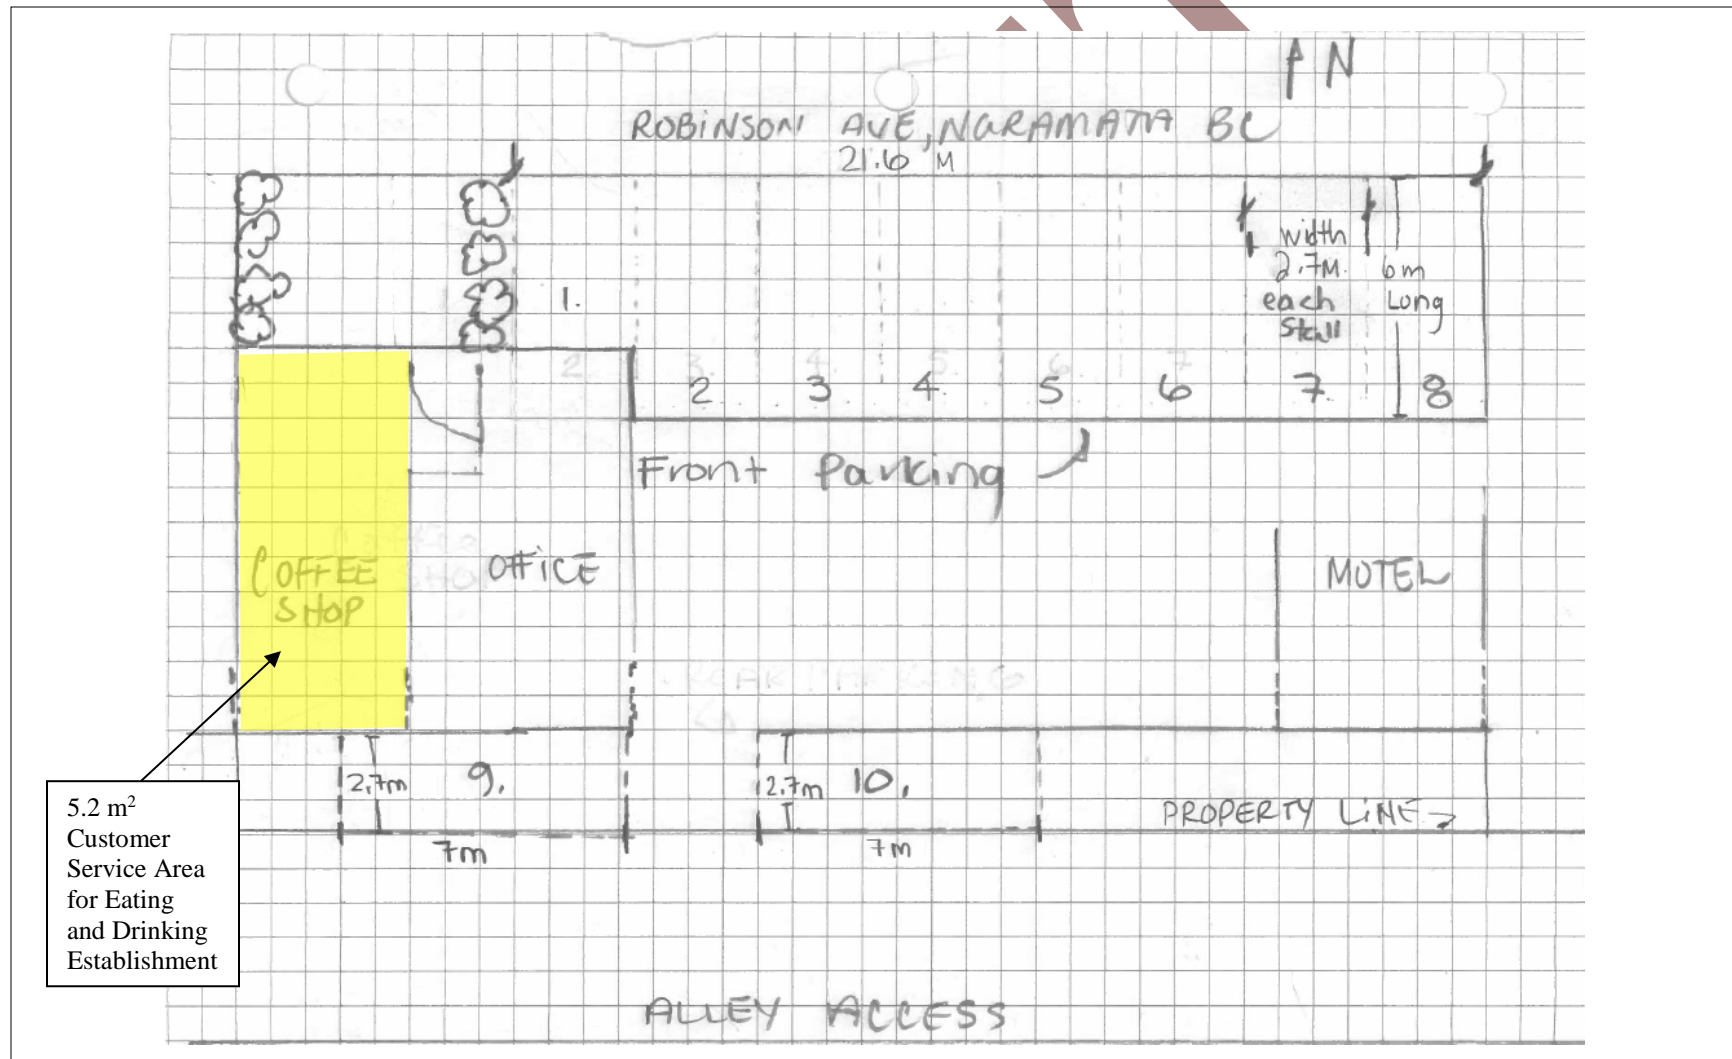 N
ROBINSON AVE, NARAMATA BC
21.6 M
width
2.7M.
each
Stall
6m
Long
1.
2 3 4 5 6 7 8
Front Parking
COFFEE
SHOP
OFFICE
MOTEL
REAR PARKING
2.7m 9.
7m
2.7m 10.
7m
PROPERTY LINE
5.2 m²
Customer
Service Area
for Eating
and Drinking
Establishment
ALLEY ACCESS